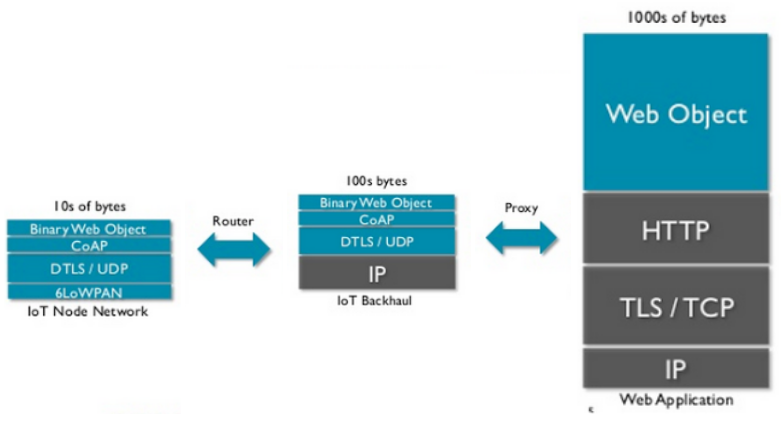 10s of bytes
Binary Web Object
CoAP
DTLS / UDP
6LoWPAN
IoT Node Network
Router
100s bytes
Binary Web Object
CoAP
DTLS / UDP
IP
IoT Backhaul
Proxy
1000s of bytes
Web Object
HTTP
TLS / TCP
IP
Web Application